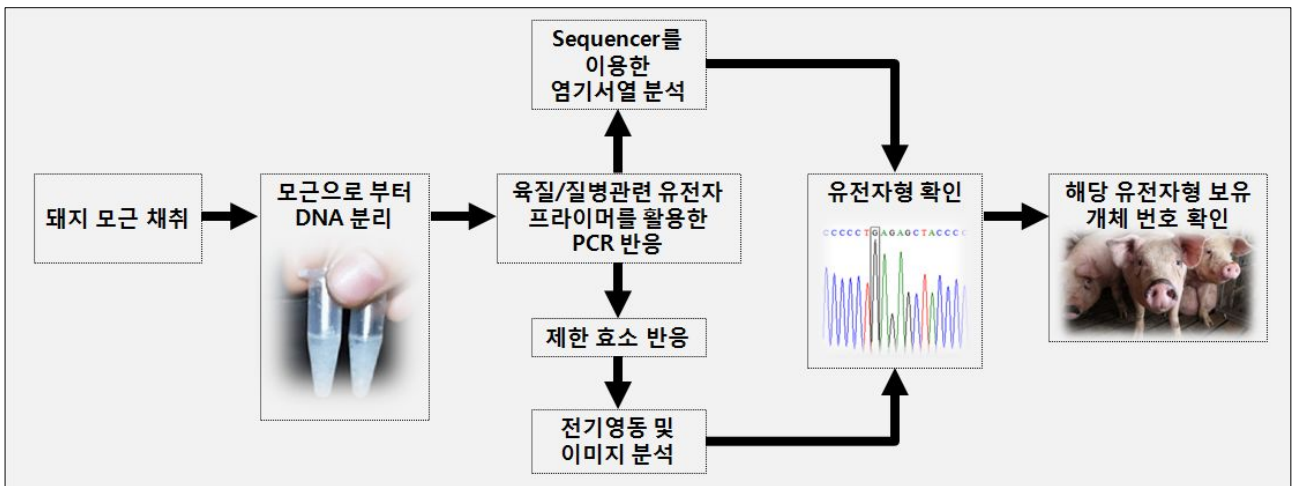 Sequencer를
이용한
염기서열 분석
돼지 모근 채취
모근으로 부터
DNA 분리
육질/질병관련 유전자
프라이머를 활용한
PCR 반응
유전자형 확인
CCCCCTGAGAGCTACCCC
해당 유전자형 보유
개체 번호 확인
제한 효소 반응
전기영동 및
이미지 분석